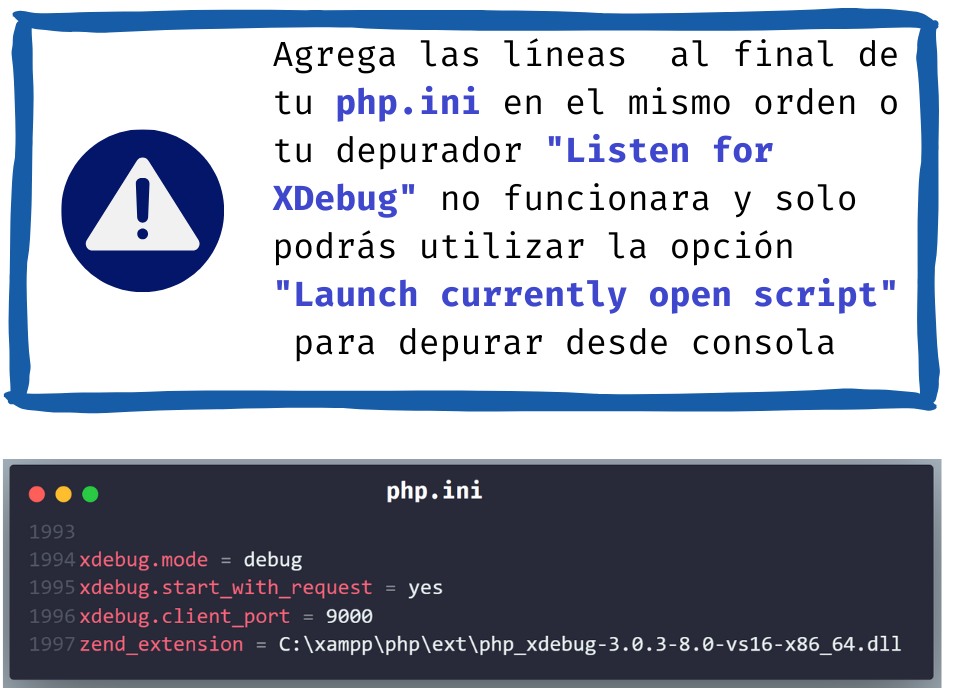 Agrega las líneas  al final de
tu php.ini en el mismo orden o
tu depurador "Listen for
XDebug" no funcionara y solo
podrás utilizar la opción
"Launch currently open script"
para depurar desde consola
php.ini
1993
1994 xdebug.mode = debug
1995 xdebug.start_with_request = yes
1996 xdebug.client_port = 9000
1997 zend_extension = C:\xampp\php\ext\php_xdebug-3.0.3-8.0-vs16-x86_64.dll